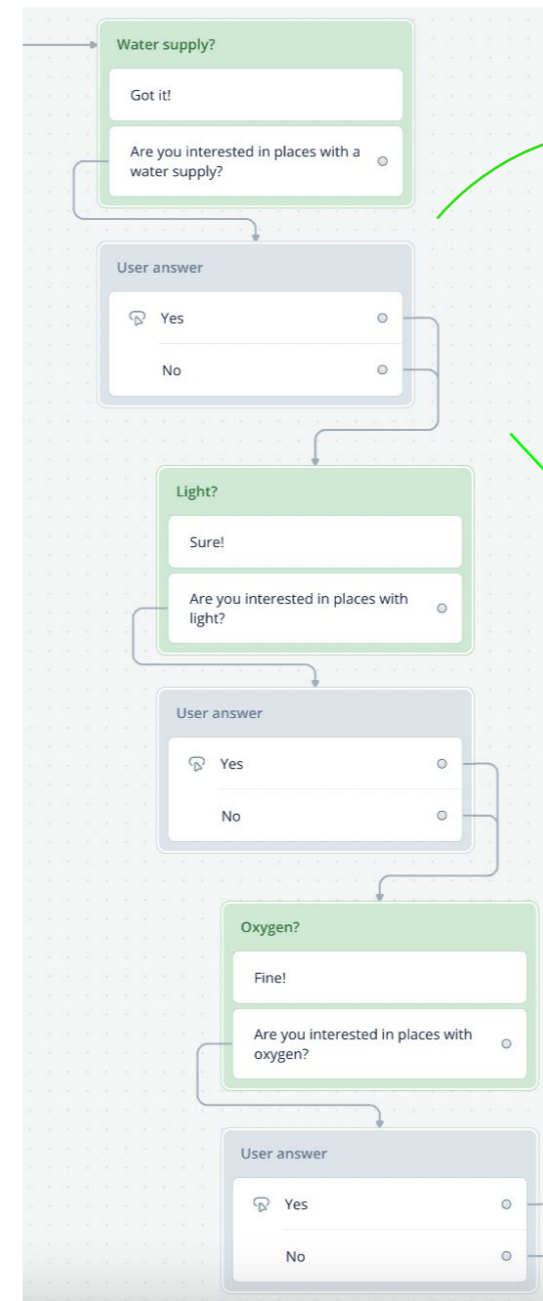 Water supply?
Got it!
Are you interested in places with a
water supply?
User answer
Yes
No
Light?
Sure!
Are you interested in places with
light?
User answer
Yes
No
Oxygen?
Fine!
Are you interested in places with
oxygen?
User answer
Yes
No